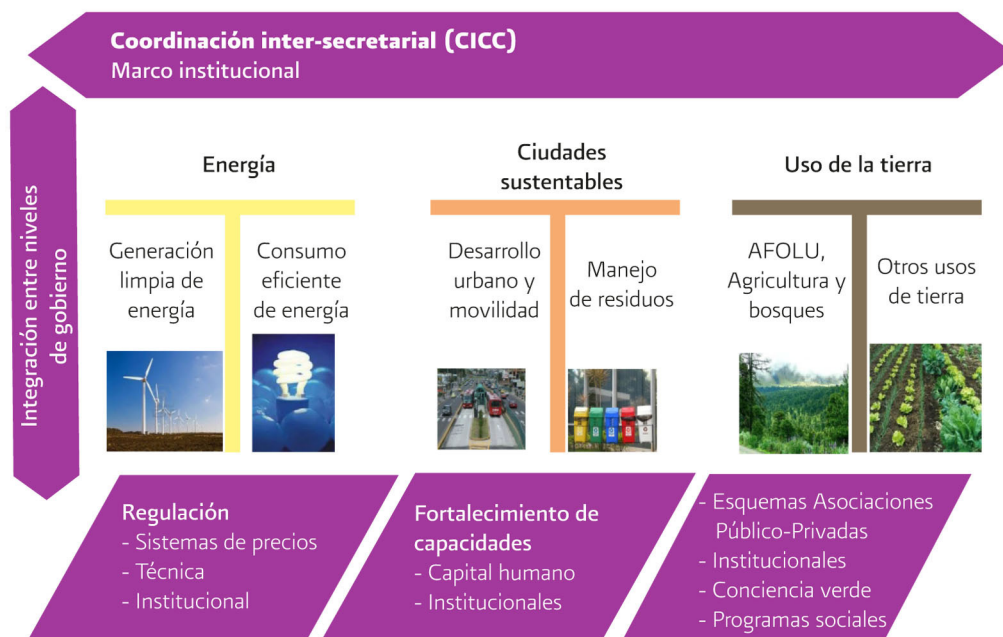 Coordinación inter-secretarial (CICC)
Marco institucional
Integración entre niveles
de gobierno
Energía
Generación
limpia de
energía
Consumo
eficiente
de energía
Ciudades
sustentables
Desarrollo
urbano y
movilidad
Manejo
de residuos
Uso de la tierra
AFOLU,
Agricultura y
bosques
Otros usos
de tierra
Regulación
- Sistemas de precios
- Técnica
- Institucional
Fortalecimiento de
capacidades
- Capital humano
- Institucionales
- Esquemas Asociaciones
Público-Privadas
- Institucionales
- Conciencia verde
- Programas sociales